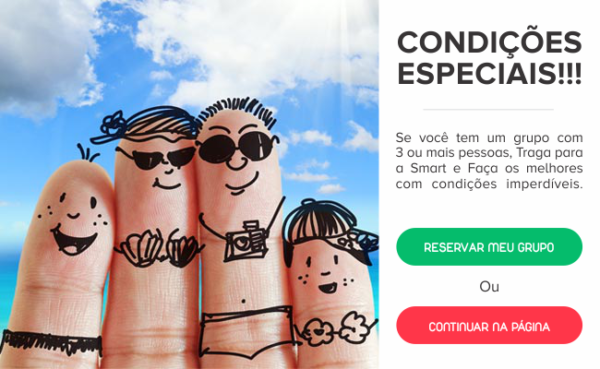 CONDIÇÕES
ESPECIAIS!!!
Se você tem um grupo com
3 ou mais pessoas, Traga para
a Smart e Faça os melhores
com condições imperdíveis.
RESERVAR MEU GRUPO
Ou
CONTINUAR NA PÁGINA